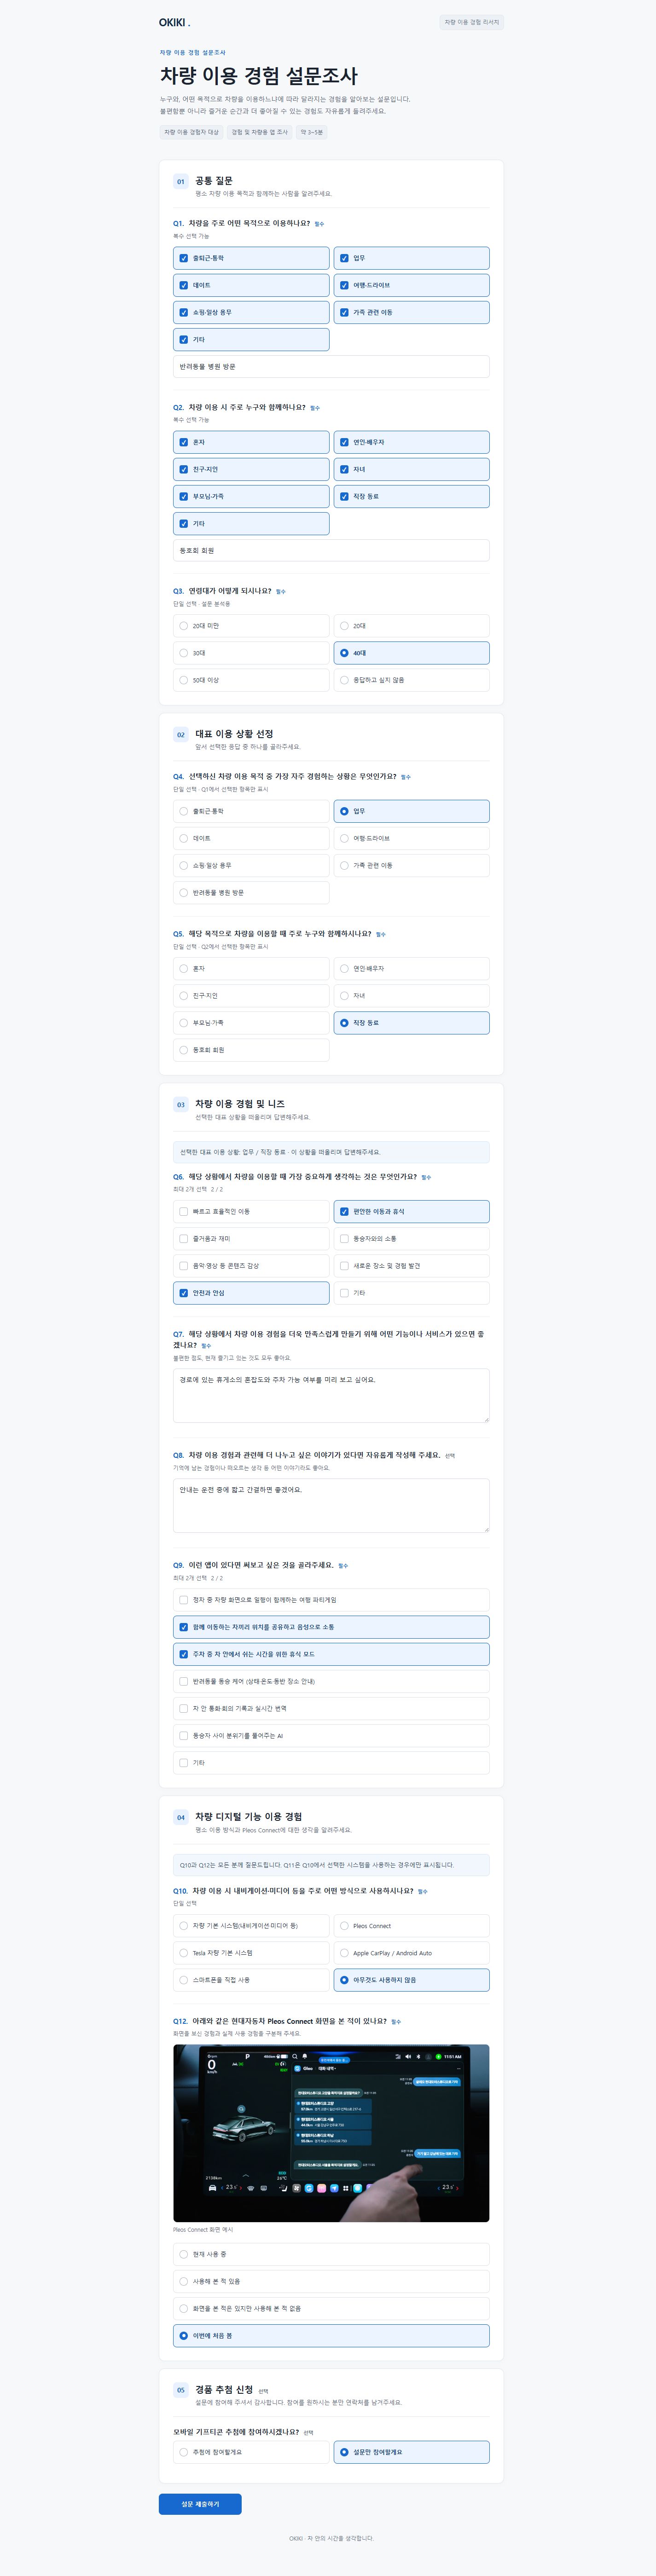 OKIKI .
차량 이용 경험 리서치
차량 이용 경험 설문조사
차량 이용 경험 설문조사
누구와, 어떤 목적으로 차량을 이용하느냐에 따라 달라지는 경험을 알아보는 설문입니다.
불편함뿐 아니라 즐거운 순간과 더 좋아질 수 있는 경험도 자유롭게 들려주세요.
차량 이용 경험자 대상
경험 및 차량용 앱 조사
약 3~5분
01
공통 질문
평소 차량 이용 목적과 함께하는 사람을 알려주세요.
Q1. 차량을 주로 어떤 목적으로 이용하나요? 필수
복수 선택 가능
출퇴근·통학
업무
데이트
여행·드라이브
쇼핑·일상 용무
가족 관련 이동
기타
반려동물 병원 방문
Q2. 차량 이용 시 주로 누구와 함께하나요? 필수
복수 선택 가능
혼자
연인·배우자
친구·지인
자녀
부모님·가족
직장 동료
기타
동호회 회원
Q3. 연령대가 어떻게 되시나요? 필수
단일 선택 · 설문 분석용
20대 미만
20대
30대
40대
50대 이상
응답하고 싶지 않음
02
대표 이용 상황 선정
앞서 선택한 응답 중 하나를 골라주세요.
Q4. 선택하신 차량 이용 목적 중 가장 자주 경험하는 상황은 무엇인가요? 필수
단일 선택 · Q1에서 선택한 항목만 표시
출퇴근·통학
업무
데이트
여행·드라이브
쇼핑·일상 용무
가족 관련 이동
반려동물 병원 방문
Q5. 해당 목적으로 차량을 이용할 때 주로 누구와 함께하시나요? 필수
단일 선택 · Q2에서 선택한 항목만 표시
혼자
연인·배우자
친구·지인
자녀
부모님·가족
직장 동료
동호회 회원
03
차량 이용 경험 및 니즈
선택한 대표 상황을 떠올리며 답변해주세요.
선택한 대표 이용 상황: 업무 / 직장 동료 · 이 상황을 떠올리며 답변해주세요.
Q6. 해당 상황에서 차량을 이용할 때 가장 중요하게 생각하는 것은 무엇인가요? 필수
최대 2개 선택 2 / 2
빠르고 효율적인 이동
편안한 이동과 휴식
즐거움과 재미
동승자와의 소통
음악·영상 등 콘텐츠 감상
새로운 장소 및 경험 발견
안전과 안심
기타
Q7. 해당 상황에서 차량 이용 경험을 더욱 만족스럽게 만들기 위해 어떤 기능이나 서비스가 있으면 좋
겠나요? 필수
불편한 점도, 현재 즐기고 있는 것도 모두 좋아요.
경로에 있는 휴게소의 혼잡도와 주차 가능 여부를 미리 보고 싶어요.
Q8. 차량 이용 경험과 관련해 더 나누고 싶은 이야기가 있다면 자유롭게 작성해 주세요. 선택
기억에 남는 경험이나 떠오르는 생각 등 어떤 이야기라도 좋아요.
안내는 운전 중에 짧고 간결하면 좋겠어요.
Q9. 이런 앱이 있다면 써보고 싶은 것을 골라주세요. 필수
최대 2개 선택 2 / 2
정차 중 차량 화면으로 일행이 함께하는 여행 파티게임
함께 이동하는 차끼리 위치를 공유하고 음성으로 소통
주차 중 차 안에서 쉬는 시간을 위한 휴식 모드
반려동물 동승 케어 (상태·온도·동반 장소 안내)
차 안 통화·회의 기록과 실시간 번역
동승자 사이 분위기를 풀어주는 AI
기타
04
차량 디지털 기능 이용 경험
평소 이용 방식과 Pleos Connect에 대한 생각을 알려주세요.
Q10과 Q12는 모든 분께 질문드립니다. Q11은 Q10에서 선택한 시스템을 사용하는 경우에만 표시됩니다.
Q10. 차량 이용 시 내비게이션·미디어 등을 주로 어떤 방식으로 사용하시나요? 필수
단일 선택
차량 기본 시스템(내비게이션·미디어 등)
Pleos Connect
Tesla 차량 기본 시스템
Apple CarPlay / Android Auto
스마트폰을 직접 사용
아무것도 사용하지 않음
Q12. 아래와 같은 현대자동차 Pleos Connect 화면을 본 적이 있나요? 필수
화면을 보신 경험과 실제 사용 경험을 구분해 주세요.
P
0
km/h
11:51 AM
Gleo
현대모터스튜디오 고양
현대모터스튜디오 서울
현대모터스튜디오 하남
23.5
23.5
Pleos Connect 화면 예시
현재 사용 중
사용해 본 적 있음
화면을 본 적은 있지만 사용해 본 적 없음
이번에 처음 봄
05
경품 추첨 신청 선택
설문에 참여해 주셔서 감사합니다. 참여를 원하시는 분만 연락처를 남겨주세요.
모바일 기프티콘 추첨에 참여하시겠나요? 선택
추첨에 참여할게요
설문만 참여할게요
설문 제출하기
OKIKI · 차 안의 시간을 생각합니다.